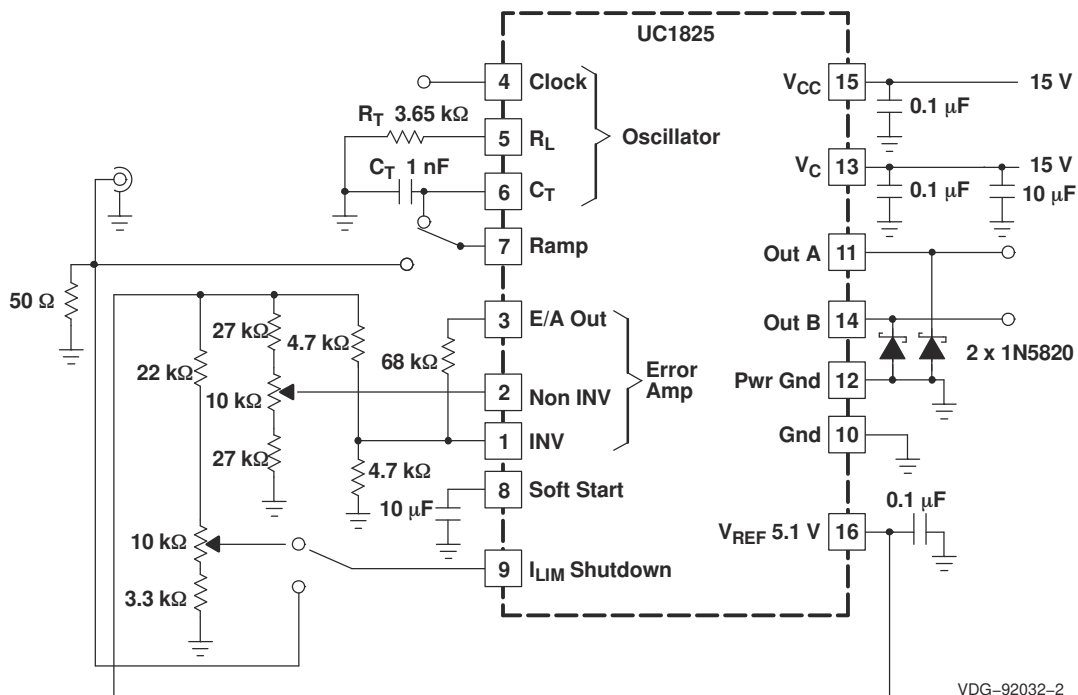 UC1825
4 Clock
R_T 3.65 kΩ
5 R_L
Oscillator
C_T 1 nF
6 C_T
7 Ramp
V_CC 15
15 V
0.1 μF
V_C 13
15 V
0.1 μF
10 μF
Out A 11
Out B 14
2 x 1N5820
Pwr Gnd 12
Gnd 10
50 Ω
27 kΩ
4.7 kΩ
22 kΩ
68 kΩ
3 E/A Out
Error
Amp
10 kΩ
2 Non INV
1 INV
27 kΩ
4.7 kΩ
10 μF
8 Soft Start
0.1 μF
V_REF 5.1 V 16
10 kΩ
9 I_LIM Shutdown
3.3 kΩ
VDG–92032–2